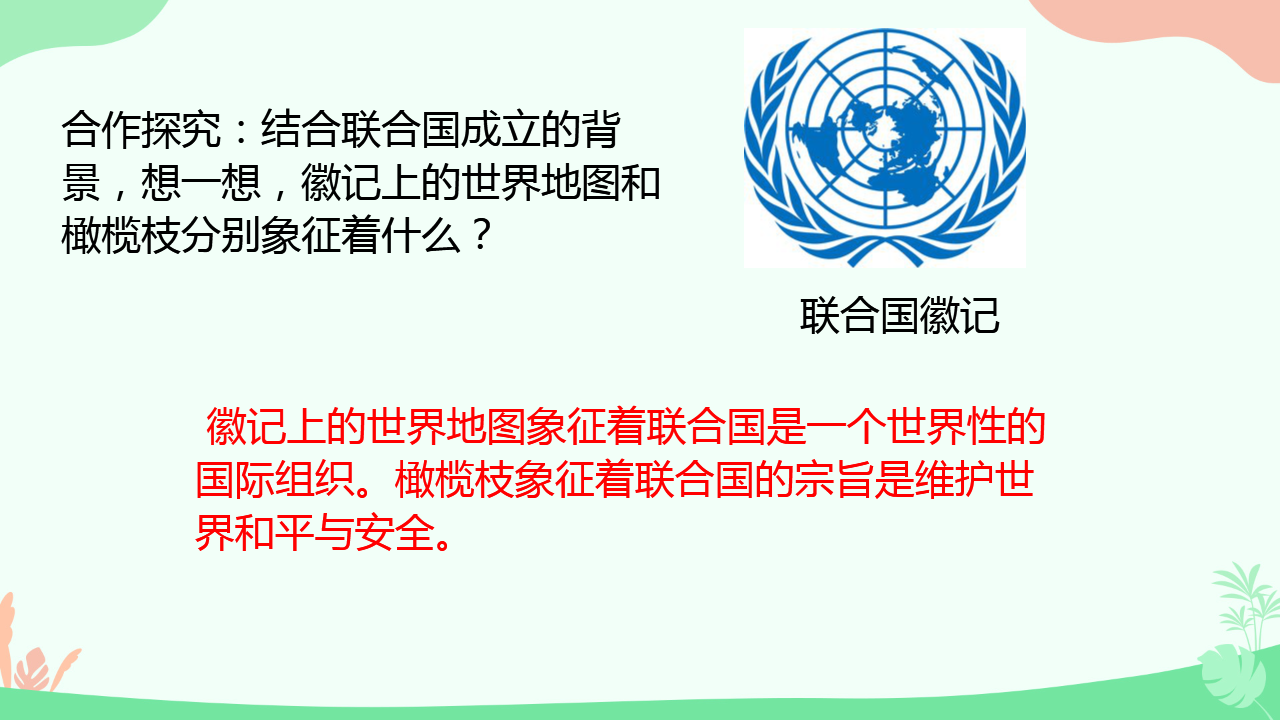 合作探究：结合联合国成立的背
景，想一想，徽记上的世界地图和
橄榄枝分别象征着什么？
联合国徽记
徽记上的世界地图象征着联合国是一个世界性的
国际组织。橄榄枝象征着联合国的宗旨是维护世
界和平与安全。